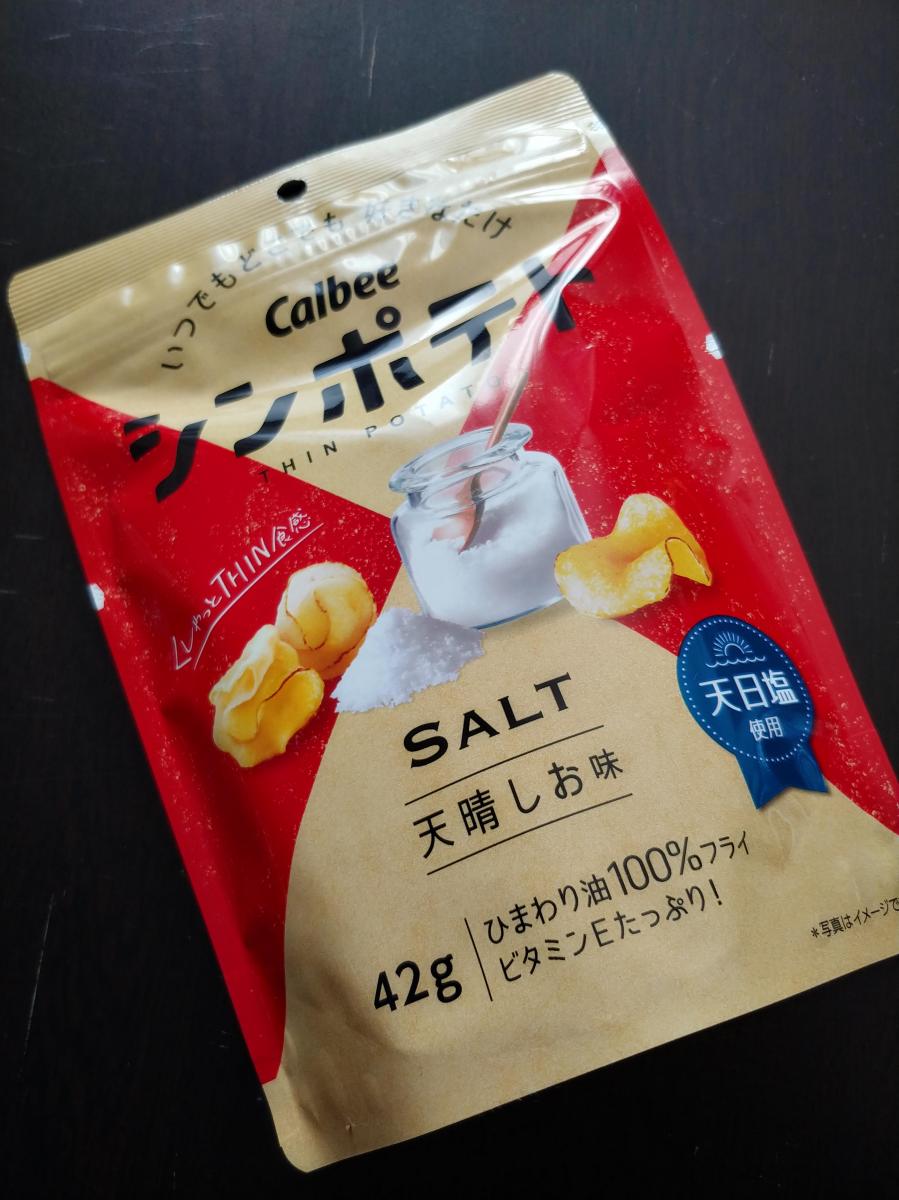 いつでもどこでも 好きなだけ
Calbee
シンポテト
THIN POTATO
しゃっとTHIN食感
天日塩
使用
SALT
天晴しお味
42g
ひまわり油100%フライ
ビタミンEたっぷり!
*写真はイメージで